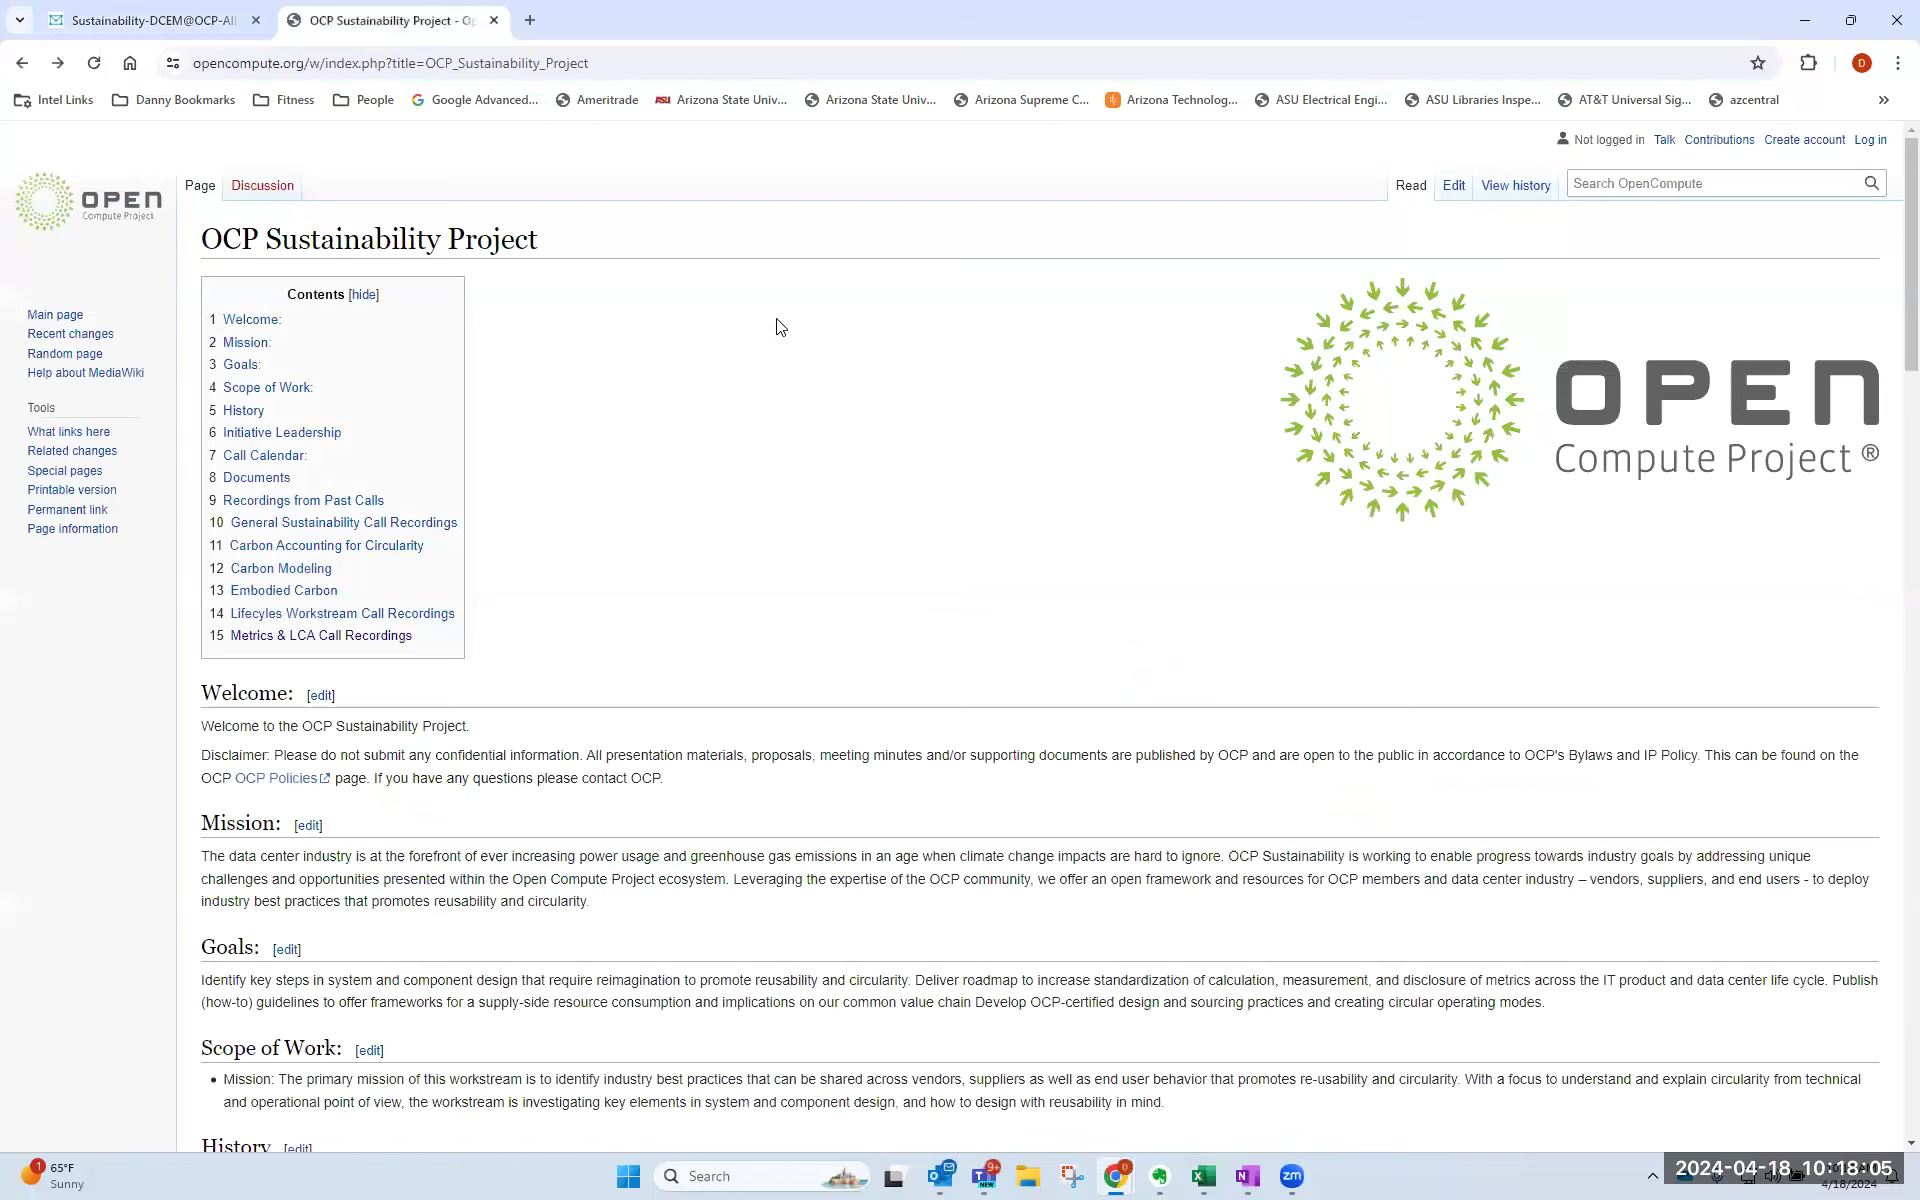 Sustainability-DCEM@OCP-All
OCP Sustainability Project - Op
opencompute.org/w/index.php?title=OCP_Sustainability_Project
D
Intel Links
Danny Bookmarks
Fitness
People
Google Advanced...
Ameritrade
ASU Arizona State Univ...
Arizona State Univ...
Arizona Supreme C...
Arizona Technolog...
ASU Electrical Engi...
ASU Libraries Inspe...
AT&T Universal Sig...
azcentral
Not logged in Talk Contributions Create account Log in
OPEN
Compute Project
Page Discussion
Read Edit View history
Search OpenCompute
OCP Sustainability Project
Main page
Recent changes
Random page
Help about MediaWiki
Tools
What links here
Related changes
Special pages
Printable version
Permanent link
Page information
Contents [hide]
1 Welcome:
2 Mission:
3 Goals:
4 Scope of Work:
5 History
6 Initiative Leadership
7 Call Calendar:
8 Documents
9 Recordings from Past Calls
10 General Sustainability Call Recordings
11 Carbon Accounting for Circularity
12 Carbon Modeling
13 Embodied Carbon
14 Lifecyles Workstream Call Recordings
15 Metrics & LCA Call Recordings
OPEN
Compute Project ®
Welcome: [edit]
Welcome to the OCP Sustainability Project.
Disclaimer: Please do not submit any confidential information. All presentation materials, proposals, meeting minutes and/or supporting documents are published by OCP and are open to the public in accordance to OCP's Bylaws and IP Policy. This can be found on the
OCP OCP Policies page. If you have any questions please contact OCP.
Mission: [edit]
The data center industry is at the forefront of ever increasing power usage and greenhouse gas emissions in an age when climate change impacts are hard to ignore. OCP Sustainability is working to enable progress towards industry goals by addressing unique
challenges and opportunities presented within the Open Compute Project ecosystem. Leveraging the expertise of the OCP community, we offer an open framework and resources for OCP members and data center industry – vendors, suppliers, and end users - to deploy
industry best practices that promotes reusability and circularity.
Goals: [edit]
Identify key steps in system and component design that require reimagination to promote reusability and circularity. Deliver roadmap to increase standardization of calculation, measurement, and disclosure of metrics across the IT product and data center life cycle. Publish
(how-to) guidelines to offer frameworks for a supply-side resource consumption and implications on our common value chain Develop OCP-certified design and sourcing practices and creating circular operating modes.
Scope of Work: [edit]
• Mission: The primary mission of this workstream is to identify industry best practices that can be shared across vendors, suppliers as well as end user behavior that promotes re-usability and circularity. With a focus to understand and explain circularity from technical
and operational point of view, the workstream is investigating key elements in system and component design, and how to design with reusability in mind.
History [edit]
1
65°F
Sunny
Search
9+
NEW
zm
2024-04-18 10:18:05
4/18/2024